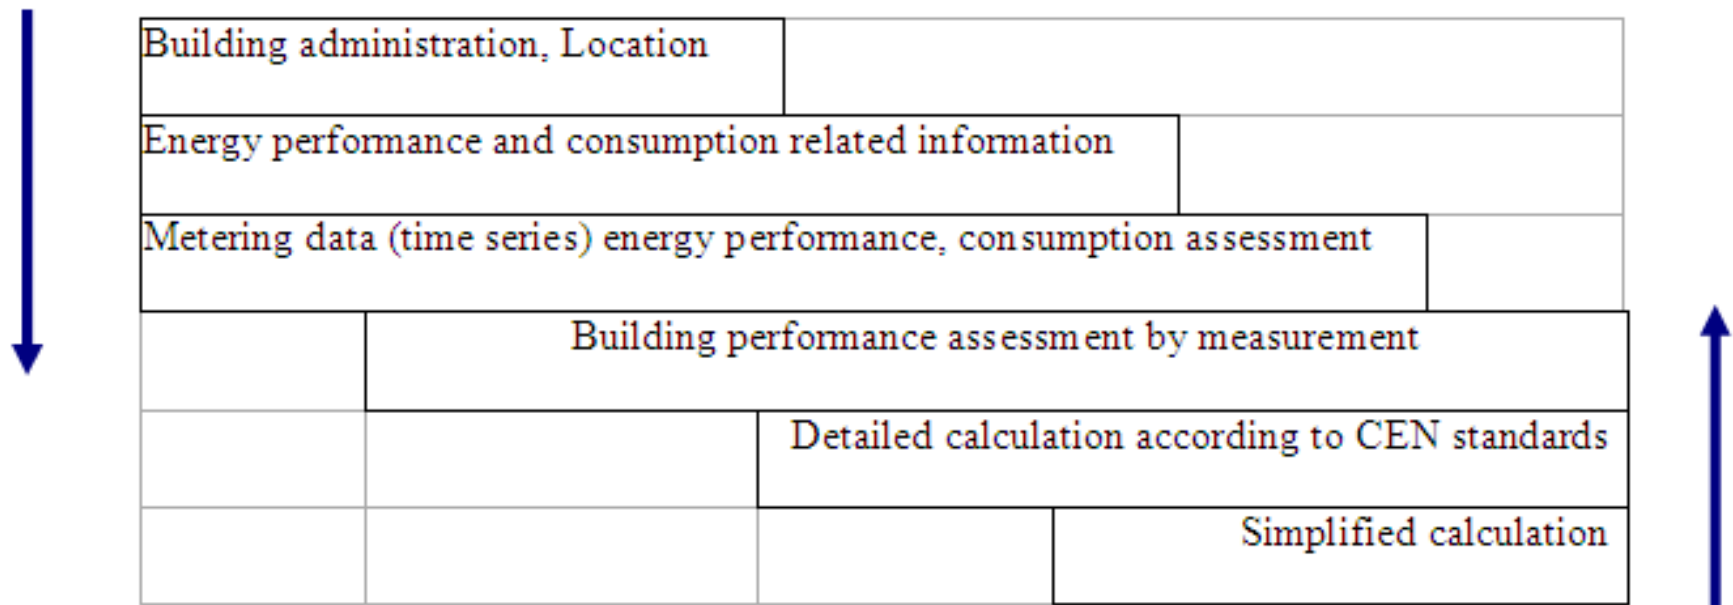 Building administration, Location
Energy performance and consumption related information
Metering data (time series) energy performance, consumption assessment
Building performance assessment by measurement
Detailed calculation according to CEN standards
Simplified calculation